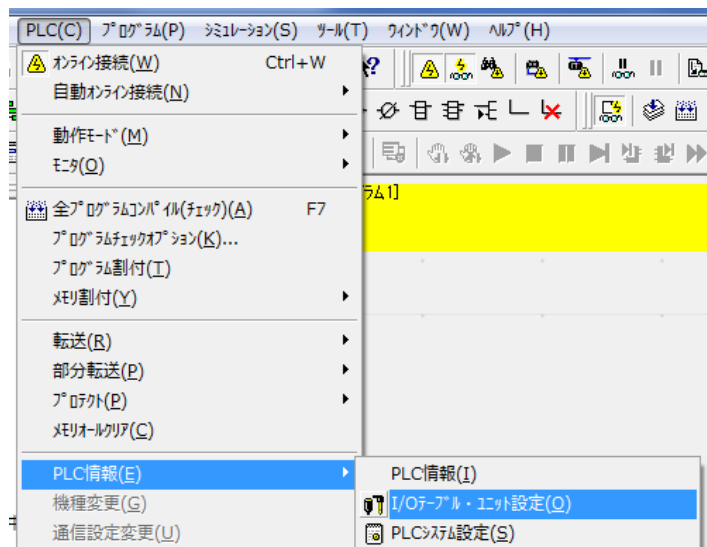 PLC(C) ﾌﾟﾛｸﾞﾗﾑ(P) ｼﾐｭﾚｰｼｮﾝ(S) ﾂｰﾙ(T) ｳｨﾝﾄﾞｳ(W) ﾍﾙﾌﾟ(H)
ｵﾝﾗｲﾝ接続(W) Ctrl+W
自動ｵﾝﾗｲﾝ接続(N)
動作ﾓｰﾄﾞ(M)
ﾓﾆﾀ(O)
ﾗﾑ1]
全ﾌﾟﾛｸﾞﾗﾑｺﾝﾊﾟｲﾙ(ﾁｪｯｸ)(A) F7
ﾌﾟﾛｸﾞﾗﾑﾁｪｯｸｵﾌﾟｼｮﾝ(K)...
ﾌﾟﾛｸﾞﾗﾑ割付(T)
ﾒﾓﾘ割付(Y)
転送(R)
部分転送(P)
ﾌﾟﾛﾃｸﾄ(P)
ﾒﾓﾘｵｰﾙｸﾘｱ(C)
PLC情報(E) PLC情報(I)
機種変更(G) I/Oﾃｰﾌﾞﾙ・ﾕﾆｯﾄ設定(O)
通信設定変更(U) PLCｼｽﾃﾑ設定(S)